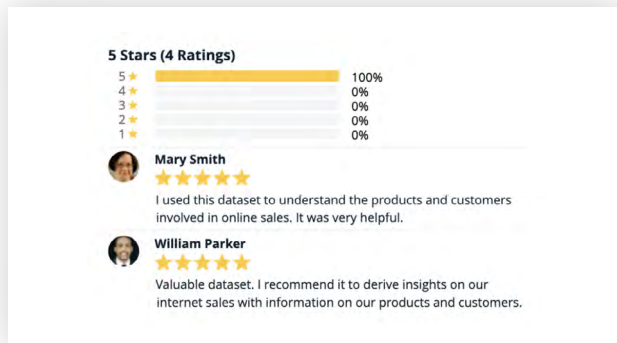 5 Stars (4 Ratings)
5 ★ 100%
4 ★ 0%
3 ★ 0%
2 ★ 0%
1 ★ 0%
Mary Smith
I used this dataset to understand the products and customers
involved in online sales. It was very helpful.
William Parker
Valuable dataset. I recommend it to derive insights on our
internet sales with information on our products and customers.